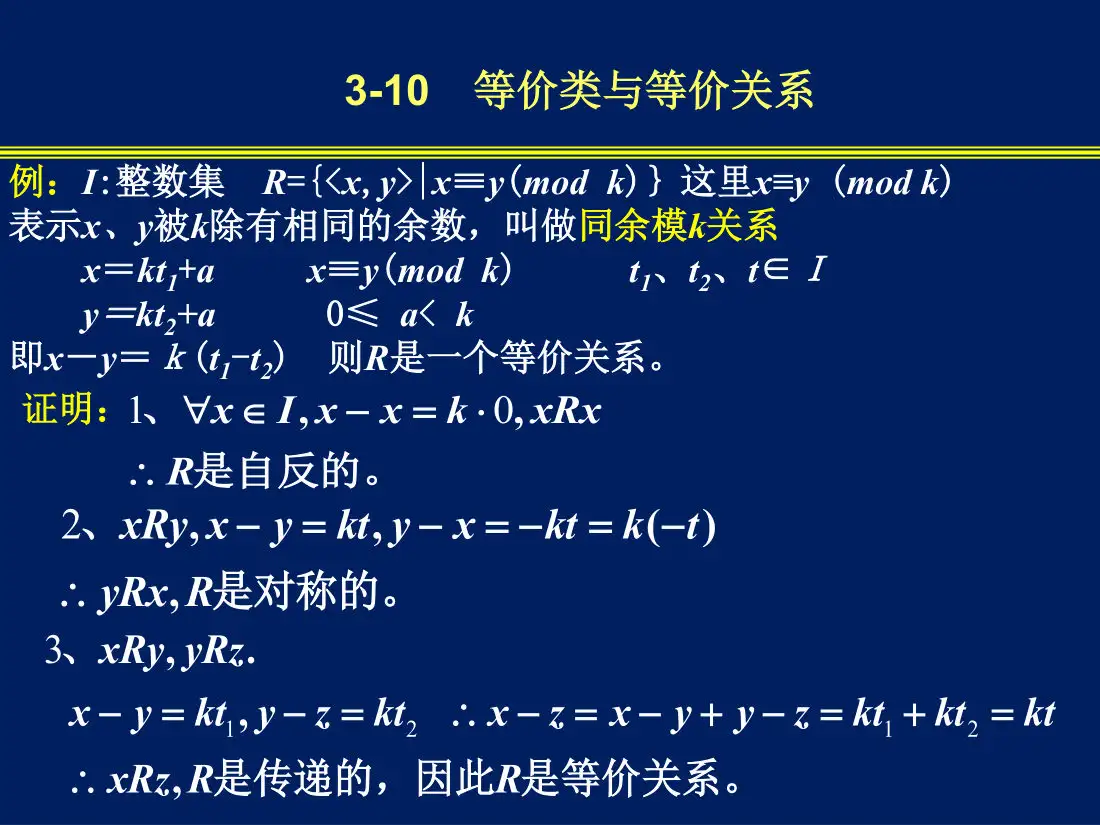 3-10 等价类与等价关系
例：I:整数集 R={<x,y>|x≡y(mod k)} 这里x≡y (mod k)
表示x、y被k除有相同的余数，叫做同余模k关系
x＝kt₁+a x≡y(mod k) t₁、t₂、t∈ I
y＝kt₂+a 0≤ a< k
即x－y＝ k(t₁-t₂) 则R是一个等价关系。
证明：1、∀x∈I,x−x=k·0,xRx
∴R是自反的。
2、xRy,x−y=kt,y−x=−kt=k(−t)
∴yRx,R是对称的。
3、xRy,yRz.
x−y=kt₁,y−z=kt₂ ∴x−z=x−y+y−z=kt₁+kt₂=kt
∴xRz,R是传递的，因此R是等价关系。